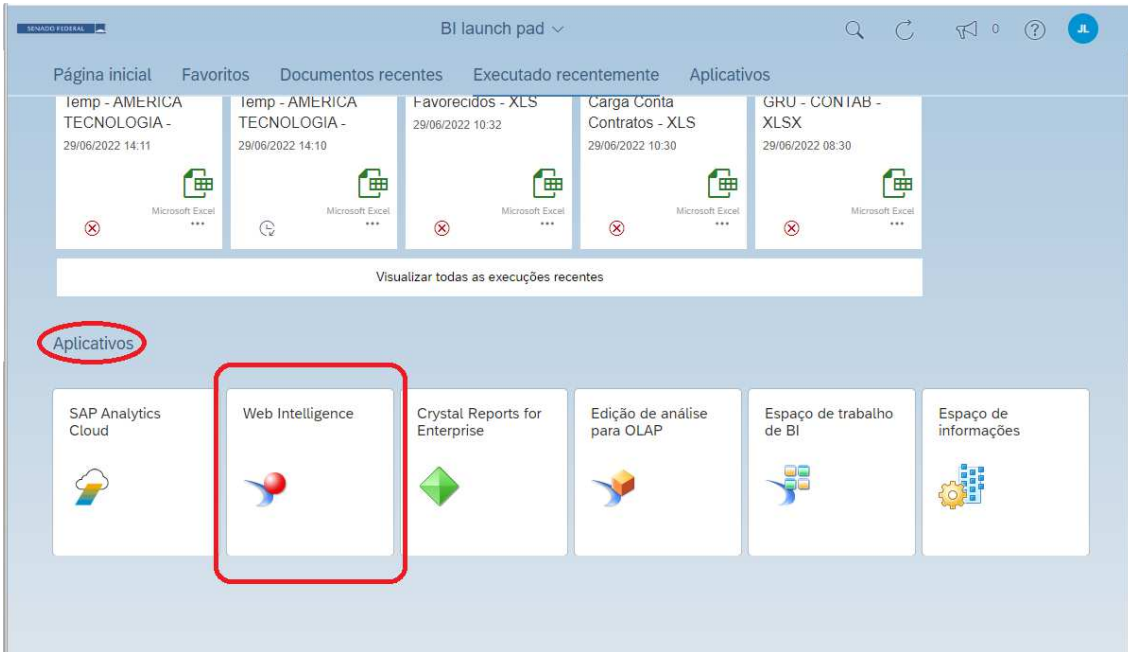 SENADO FEDERAL
BI launch pad
0
?
JL
Página inicial Favoritos Documentos recentes Executado recentemente Aplicativos
Temp - AMERICA
TECNOLOGIA -
29/06/2022 14:11
Microsoft Excel
Temp - AMERICA
TECNOLOGIA -
29/06/2022 14:10
Microsoft Excel
Favorecidos - XLS
29/06/2022 10:32
Microsoft Excel
Carga Conta
Contratos - XLS
29/06/2022 10:30
Microsoft Excel
GRU - CONTAB -
XLSX
29/06/2022 08:30
Microsoft Excel
Visualizar todas as execuções recentes
Aplicativos
SAP Analytics
Cloud
Web Intelligence
Crystal Reports for
Enterprise
Edição de análise
para OLAP
Espaço de trabalho
de BI
Espaço de
informações